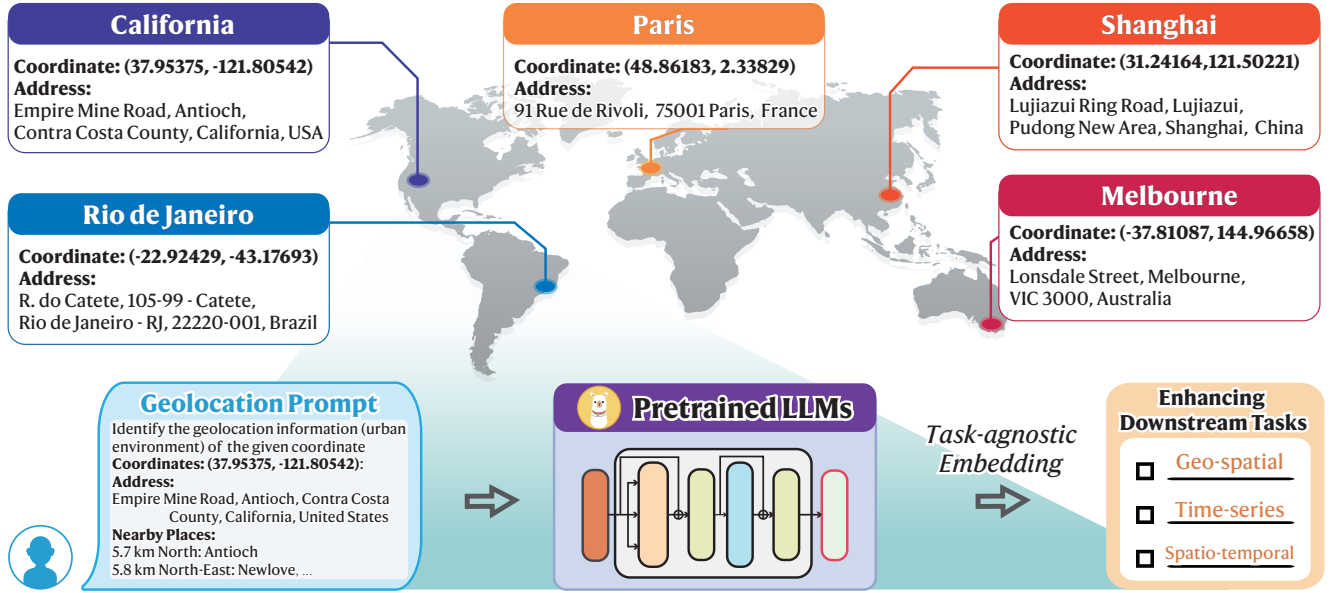 California
Coordinate: (37.95375, -121.80542)
Address:
Empire Mine Road, Antioch,
Contra Costa County, California, USA
Paris
Coordinate: (48.86183, 2.33829)
Address:
91 Rue de Rivoli, 75001 Paris, France
Shanghai
Coordinate: (31.24164,121.50221)
Address:
Lujiazui Ring Road, Lujiazui,
Pudong New Area, Shanghai, China
Rio de Janeiro
Coordinate: (-22.92429, -43.17693)
Address:
R. do Catete, 105-99 - Catete,
Rio de Janeiro - RJ, 22220-001, Brazil
Melbourne
Coordinate: (-37.81087, 144.96658)
Address:
Lonsdale Street, Melbourne,
VIC 3000, Australia
Geolocation Prompt
Identify the geolocation information (urban
environment) of the given coordinate
Coordinates: (37.95375, -121.80542):
Address:
Empire Mine Road, Antioch, Contra Costa
County, California, United States
Nearby Places:
5.7 km North: Antioch
5.8 km North-East: Newlove, ...
Pretrained LLMs
Task-agnostic
Embedding
Enhancing
Downstream Tasks
Geo-spatial
Time-series
Spatio-temporal